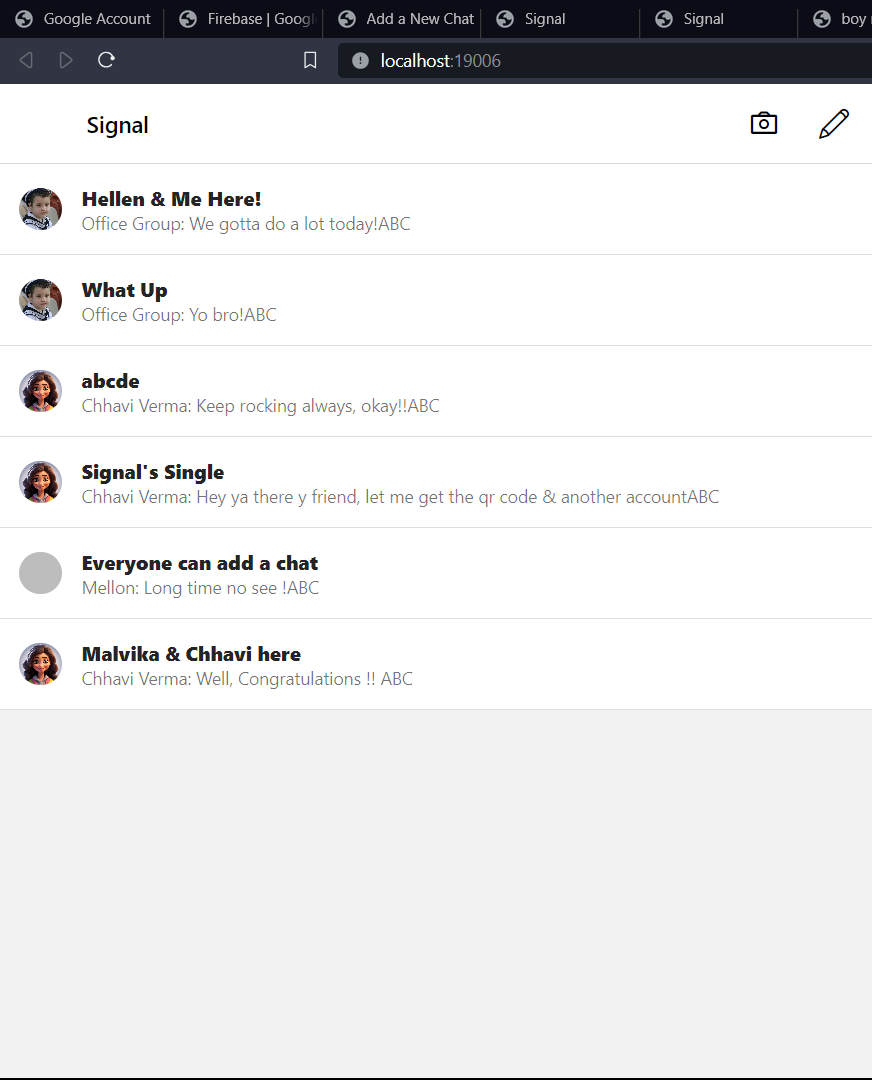 Google Account
Firebase | Googl
Add a New Chat
Signal
Signal
boy
localhost:19006
Signal
Hellen & Me Here!
Office Group: We gotta do a lot today!ABC
What Up
Office Group: Yo bro!ABC
abcde
Chhavi Verma: Keep rocking always, okay!!ABC
Signal's Single
Chhavi Verma: Hey ya there y friend, let me get the qr code & another accountABC
Everyone can add a chat
Mellon: Long time no see !ABC
Malvika & Chhavi here
Chhavi Verma: Well, Congratulations !! ABC